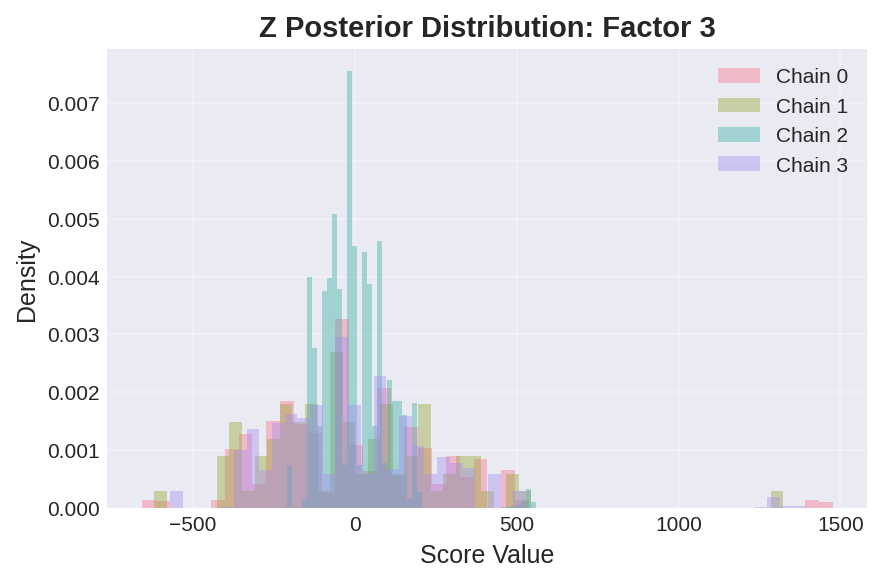 Z Posterior Distribution: Factor 3
Chain 0
Chain 1
Chain 2
Chain 3
0.007
0.006
0.005
0.004
0.003
0.002
0.001
0.000
Density
−500
0
500
1000
1500
Score Value